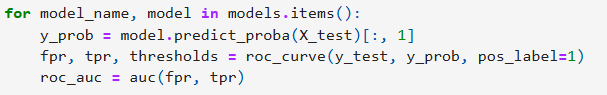 for model_name, model in models.items():
    y_prob = model.predict_proba(X_test)[:, 1]
    fpr, tpr, thresholds = roc_curve(y_test, y_prob, pos_label=1)
    roc_auc = auc(fpr, tpr)